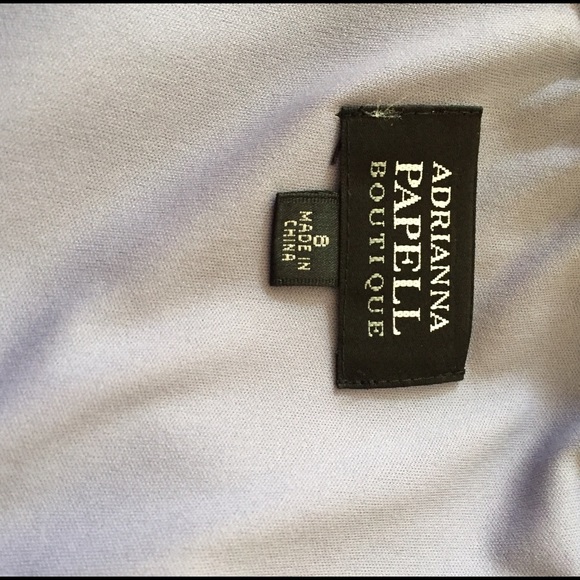 ADRIANNA
PAPELL
BOUTIQUE
8
MADE IN
CHINA